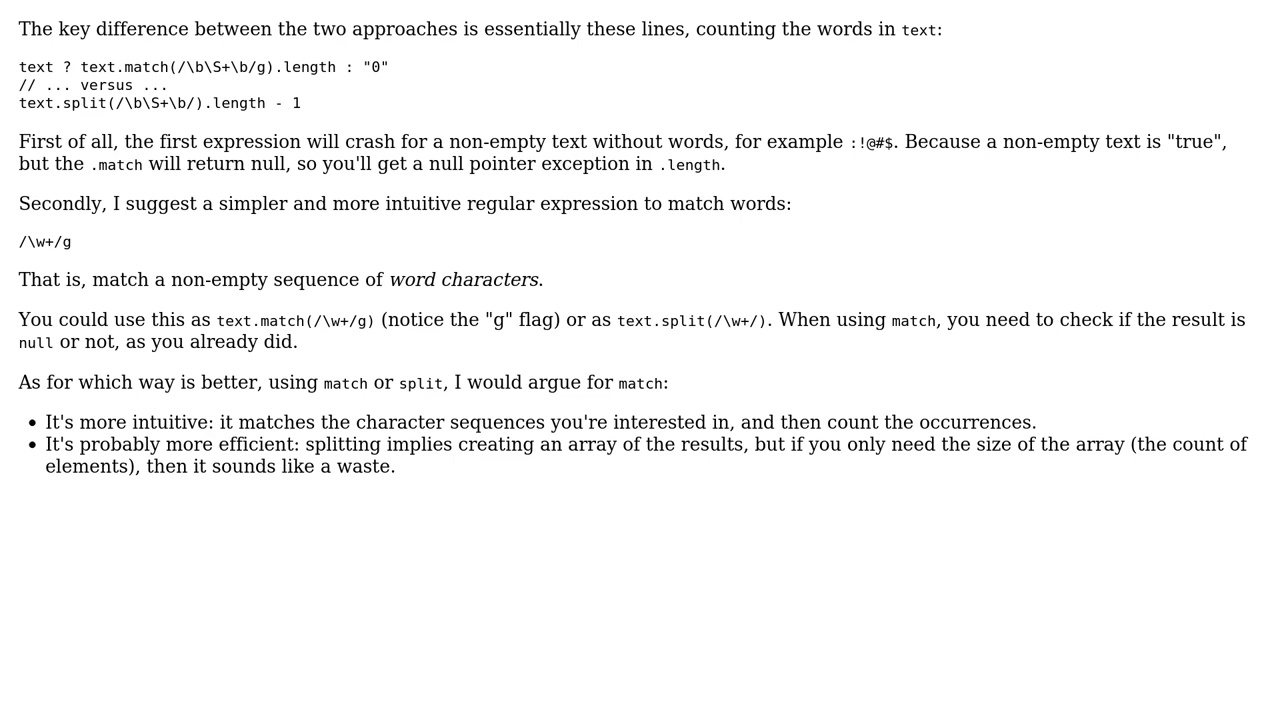 The key difference between the two approaches is essentially these lines, counting the words in text:
text ? text.match(/\b\S+\b/g).length : "0"
// ... versus ...
text.split(/\b\S+\b/).length - 1
First of all, the first expression will crash for a non-empty text without words, for example :!@#$. Because a non-empty text is "true",
but the .match will return null, so you'll get a null pointer exception in .length.
Secondly, I suggest a simpler and more intuitive regular expression to match words:
/\w+/g
That is, match a non-empty sequence of word characters.
You could use this as text.match(/\w+/g) (notice the "g" flag) or as text.split(/\w+/). When using match, you need to check if the result is
null or not, as you already did.
As for which way is better, using match or split, I would argue for match:
• It's more intuitive: it matches the character sequences you're interested in, and then count the occurrences.
• It's probably more efficient: splitting implies creating an array of the results, but if you only need the size of the array (the count of
elements), then it sounds like a waste.